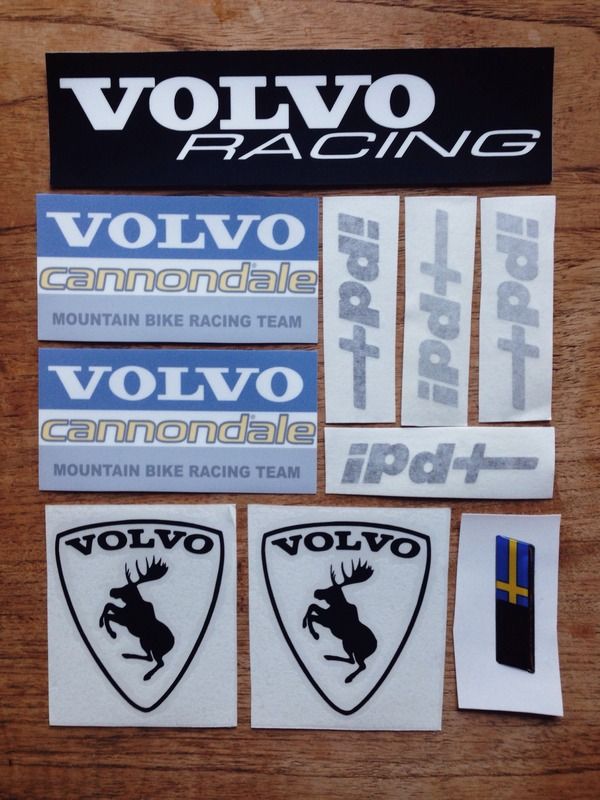 VOLVO
RACING
VOLVO
cannondale®
MOUNTAIN BIKE RACING TEAM
VOLVO
cannondale®
MOUNTAIN BIKE RACING TEAM
ipd+
ipd+
ipd+
ipd+
VOLVO
VOLVO